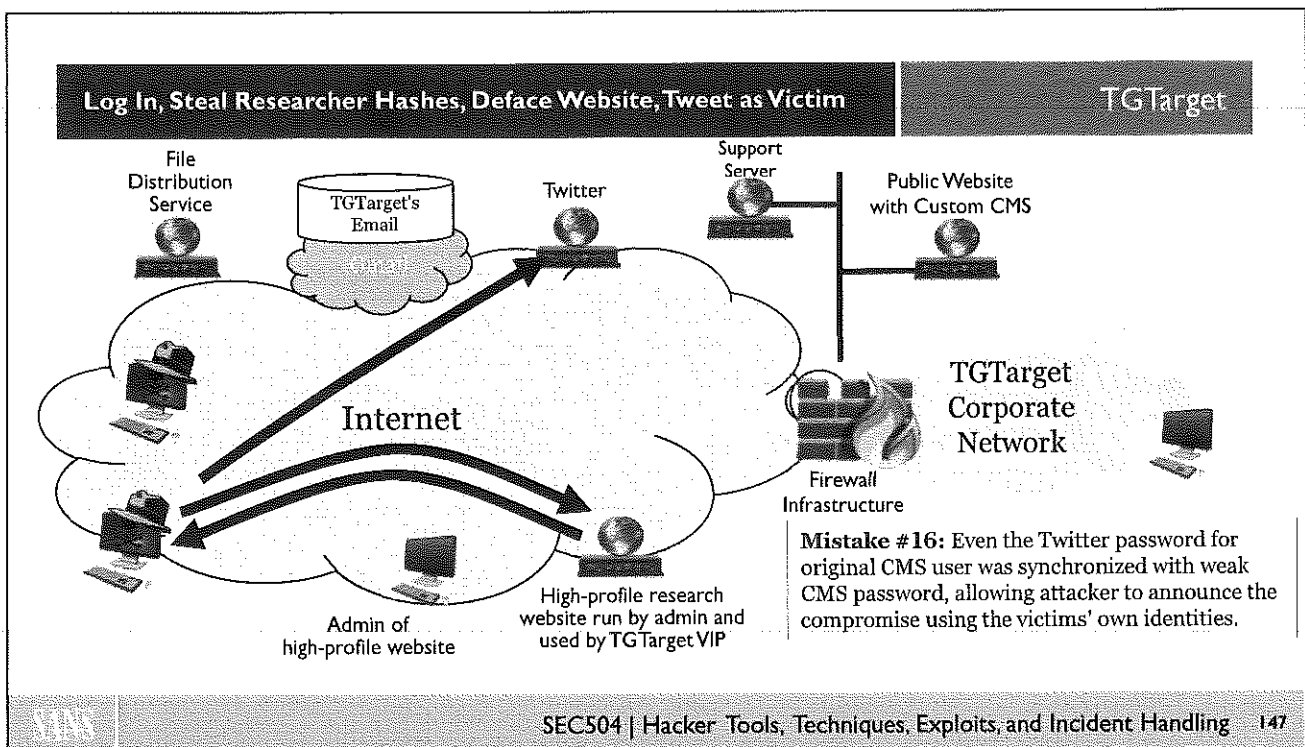 Log In, Steal Researcher Hashes, Deface Website, Tweet as Victim
TGTarget
File
Distribution
Service
TGTarget's
Email
Gmail
Twitter
Support
Server
Public Website
with Custom CMS
Internet
TGTarget
Corporate
Network
Firewall
Infrastructure
Admin of
high-profile website
High-profile research
website run by admin and
used by TGTarget VIP
Mistake #16: Even the Twitter password for
original CMS user was synchronized with weak
CMS password, allowing attacker to announce the
compromise using the victims' own identities.
SANS
SEC504 | Hacker Tools, Techniques, Exploits, and Incident Handling 147